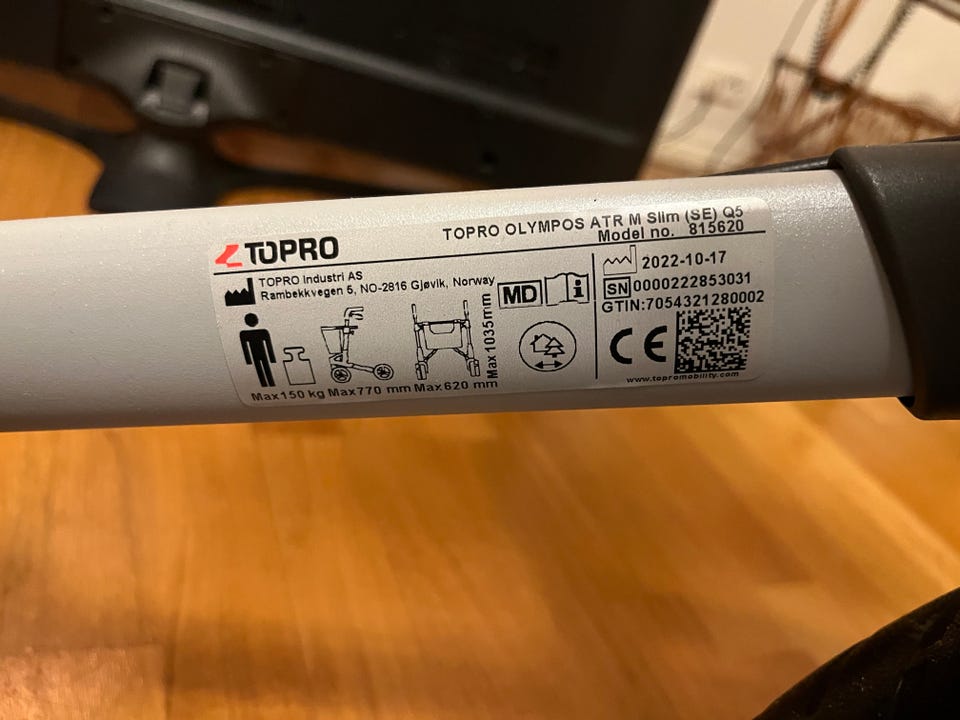 TOPRO
TOPRO OLYMPOS ATR M Slim (SE) Q5
Model no. 815620
TOPRO Industri AS
Rambekkvegen 5, NO-2816 Gjøvik, Norway
MD
i
Max 1035mm
Max150 kg Max770 mm Max620 mm
2022-10-17
SN 0000222853031
GTIN:7054321280002
CE
www.topromobility.com